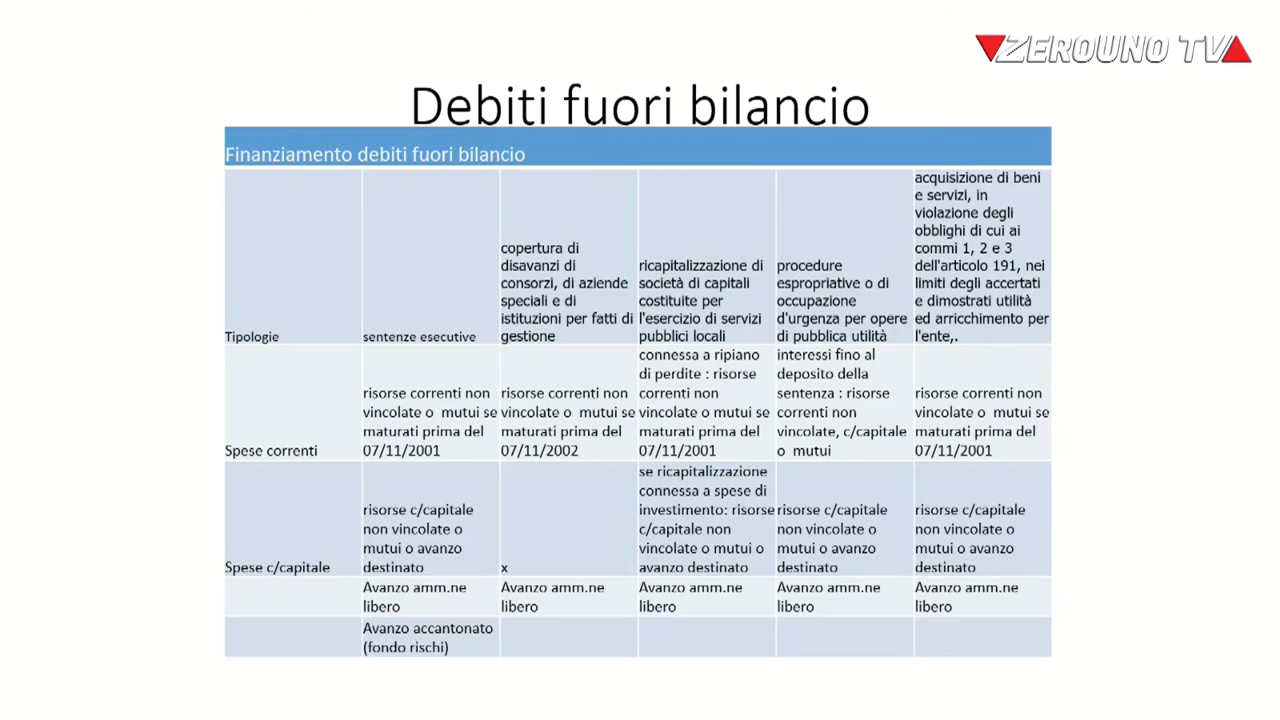 ZEROUNO TV
Debiti fuori bilancio
Finanziamento debiti fuori bilancio
Tipologie
sentenze esecutive
copertura di
disavanzi di
consorzi, di aziende
speciali e di
istituzioni per fatti di
gestione
ricapitalizzazione di
società di capitali
costituite per
l'esercizio di servizi
pubblici locali
procedure
espropriative o di
occupazione
d'urgenza per opere
di pubblica utilità
acquisizione di beni
e servizi, in
violazione degli
obblighi di cui ai
commi 1, 2 e 3
dell'articolo 191, nei
limiti degli accertati
e dimostrati utilità
ed arricchimento per
l'ente,.
Spese correnti
risorse correnti non
vincolate o mutui se
maturati prima del
07/11/2001
risorse correnti non
vincolate o mutui se
maturati prima del
07/11/2002
connessa a ripiano
di perdite : risorse
correnti non
vincolate o mutui se
maturati prima del
07/11/2001
interessi fino al
deposito della
sentenza : risorse
correnti non
vincolate, c/capitale
o mutui
risorse correnti non
vincolate o mutui se
maturati prima del
07/11/2001
Spese c/capitale
risorse c/capitale
non vincolate o
mutui o avanzo
destinato
x
se ricapitalizzazione
connessa a spese di
investimento: risorse
c/capitale non
vincolate o mutui o
avanzo destinato
risorse c/capitale
non vincolate o
mutui o avanzo
destinato
risorse c/capitale
non vincolate o
mutui o avanzo
destinato
Avanzo amm.ne
libero
Avanzo amm.ne
libero
Avanzo amm.ne
libero
Avanzo amm.ne
libero
Avanzo amm.ne
libero
Avanzo accantonato
(fondo rischi)